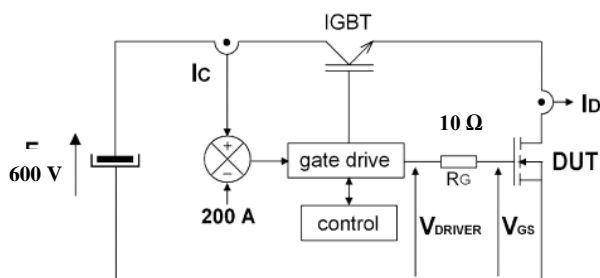 IGBT
IC
ID
600 V
+
−
10 Ω
gate drive
RG
DUT
200 A
control
VDRIVER
VGS